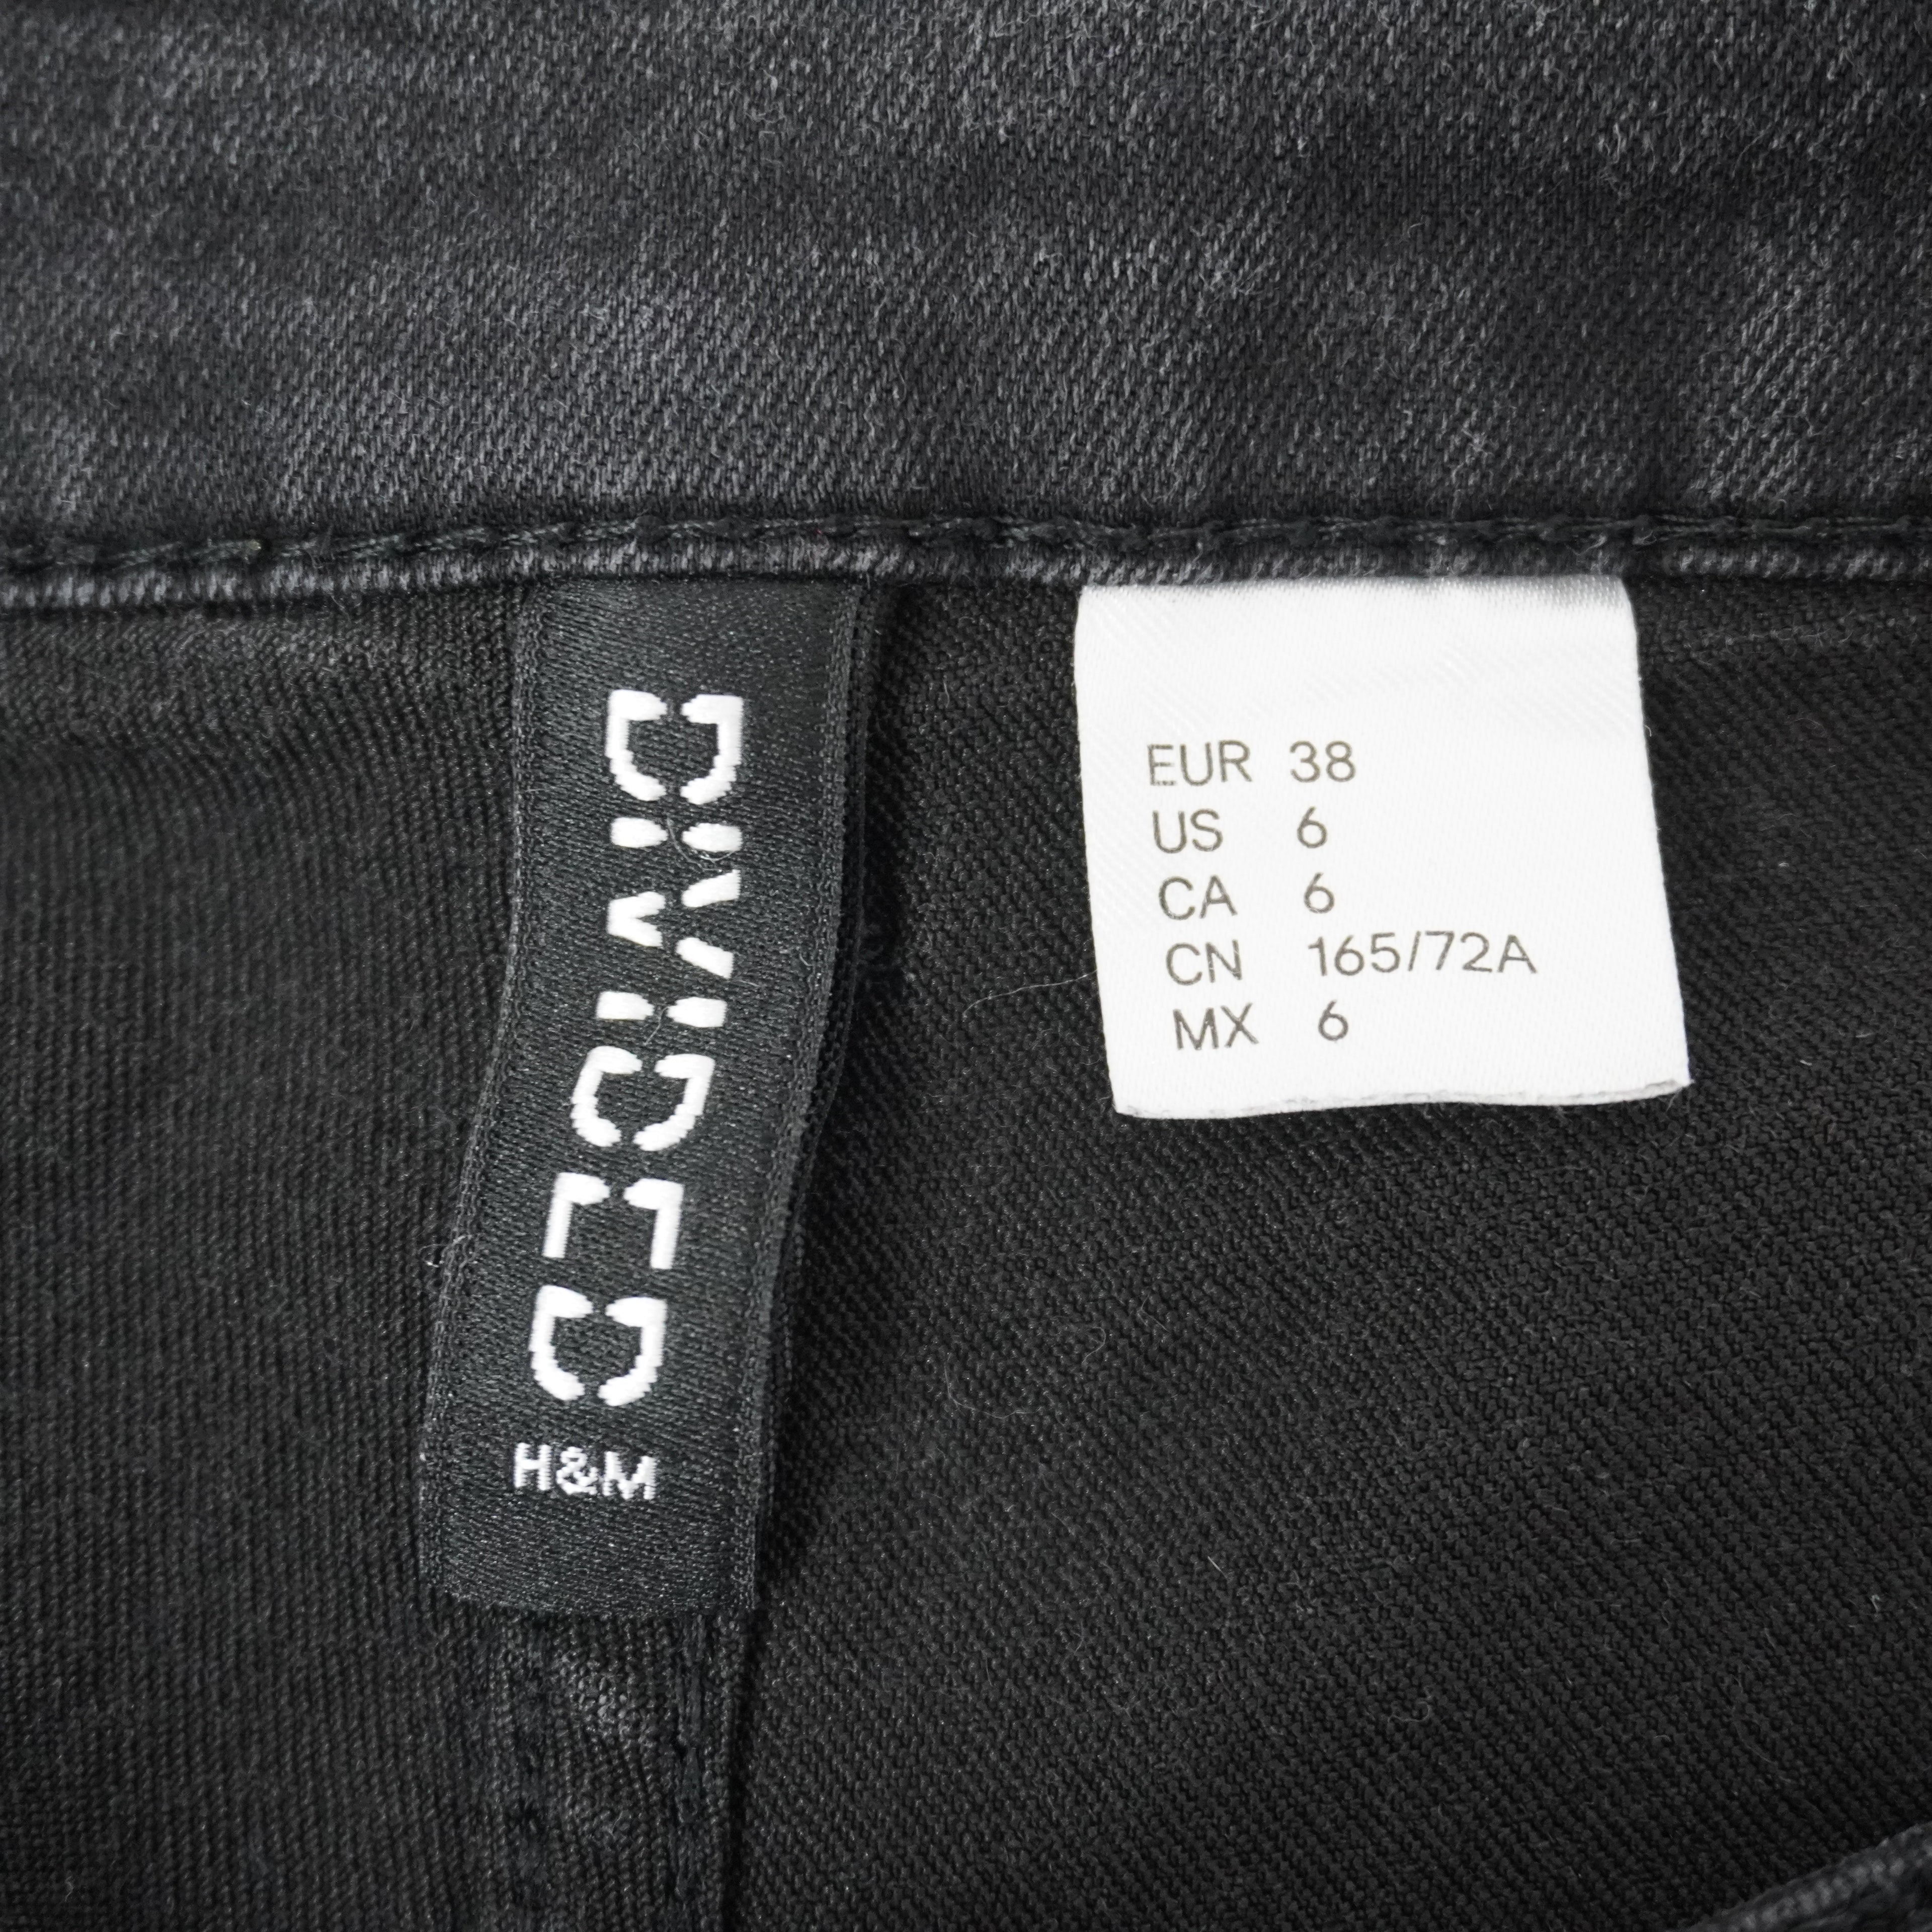 DIVIDED
H&M
EUR 38
US 6
CA 6
CN 165/72A
MX 6